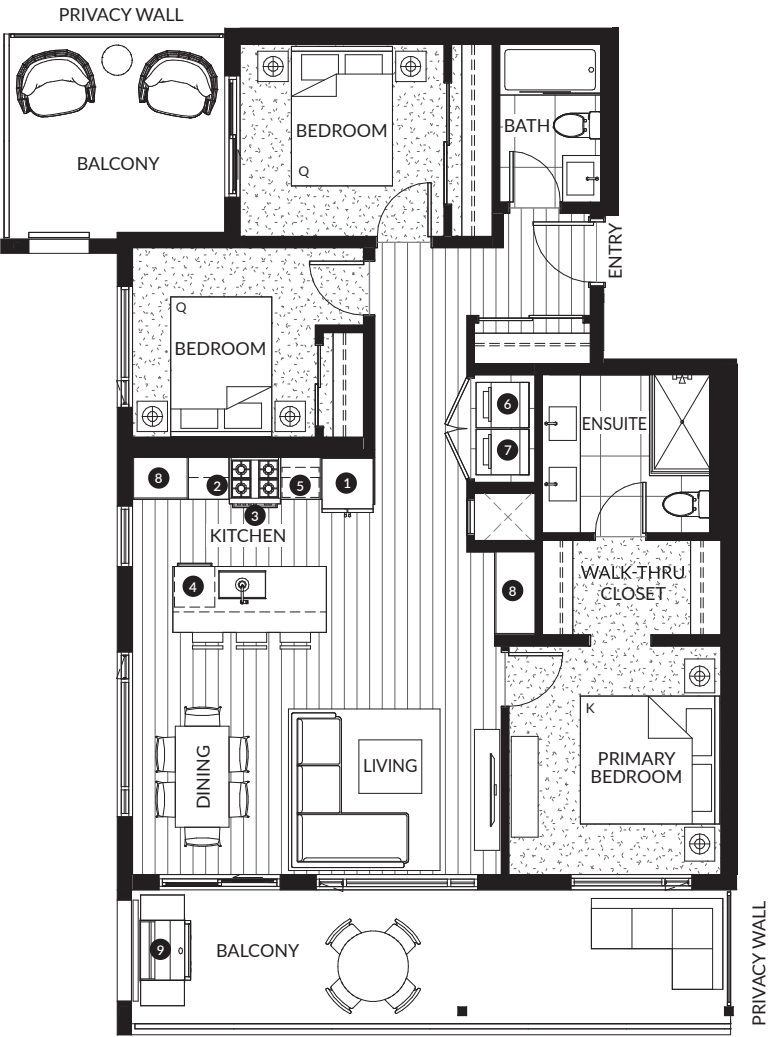 PRIVACY WALL
BALCONY
BEDROOM
Q
BATH
ENTRY
Q
BEDROOM
6
7
ENSUITE
8
2
5
1
3
KITCHEN
4
8
WALK-THRU
CLOSET
K
PRIMARY
BEDROOM
DINING
LIVING
9
BALCONY
PRIVACY WALL